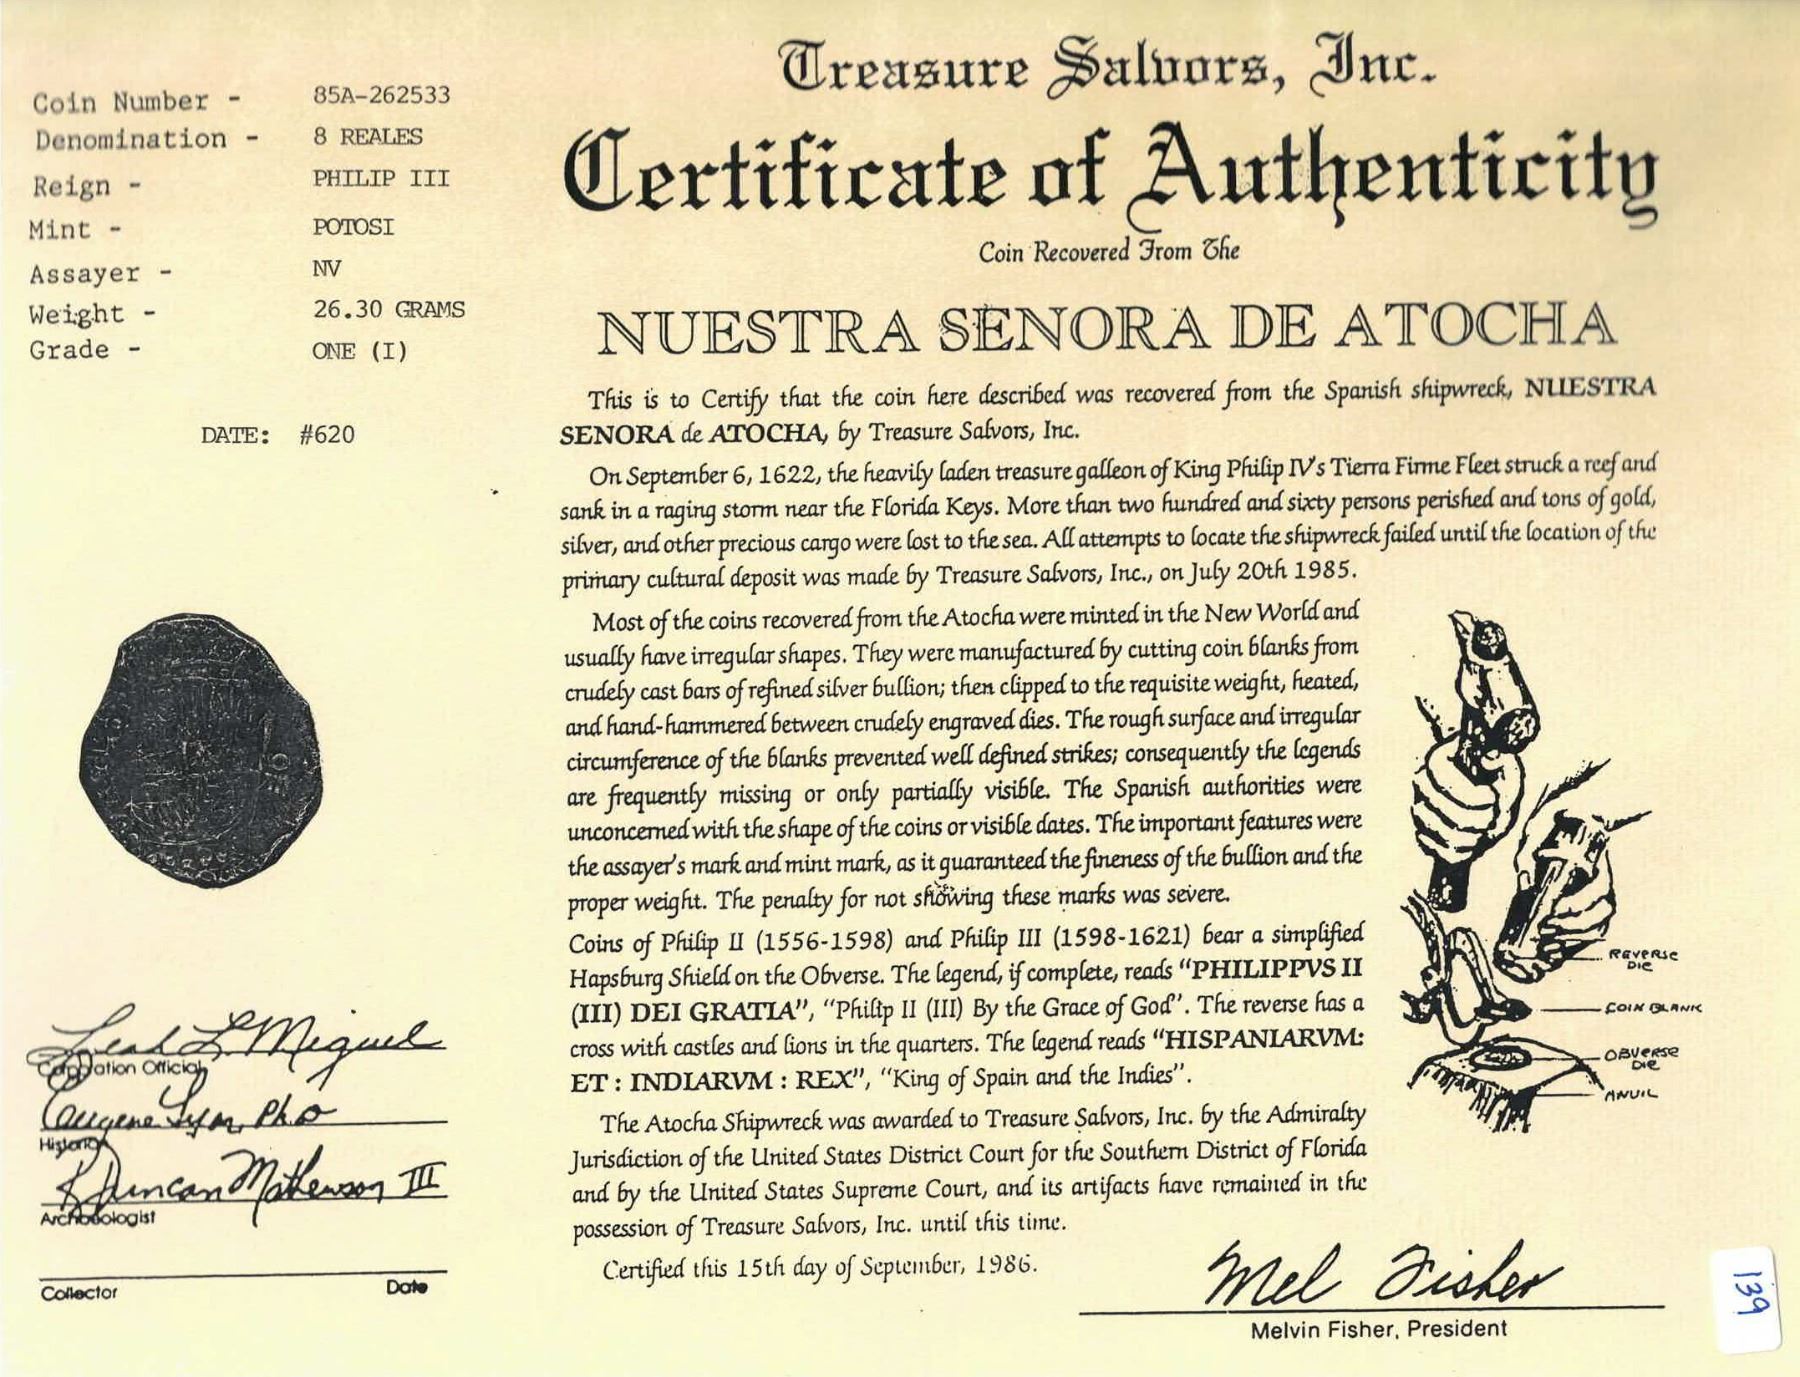 Treasure Salvors, Inc.
Certificate of Authenticity
Coin Recovered From The
NUESTRA SENORA DE ATOCHA
Coin Number - 85A-262533
Denomination - 8 REALES
Reign - PHILIP III
Mint - POTOSI
Assayer - NV
Weight - 26.30 GRAMS
Grade - ONE (I)
DATE: #620
This is to Certify that the coin here described was recovered from the Spanish shipwreck, NUESTRA
SENORA de ATOCHA, by Treasure Salvors, Inc.
On September 6, 1622, the heavily laden treasure galleon of King Philip IV's Tierra Firme Fleet struck a reef and
sank in a raging storm near the Florida Keys. More than two hundred and sixty persons perished and tons of gold,
silver, and other precious cargo were lost to the sea. All attempts to locate the shipwreck failed until the location of the
primary cultural deposit was made by Treasure Salvors, Inc., on July 20th 1985.
Most of the coins recovered from the Atocha were minted in the New World and
usually have irregular shapes. They were manufactured by cutting coin blanks from
crudely cast bars of refined silver bullion; then clipped to the requisite weight, heated,
and hand-hammered between crudely engraved dies. The rough surface and irregular
circumference of the blanks prevented well defined strikes; consequently the legends
are frequently missing or only partially visible. The Spanish authorities were
unconcerned with the shape of the coins or visible dates. The important features were
the assayer's mark and mint mark, as it guaranteed the fineness of the bullion and the
proper weight. The penalty for not showing these marks was severe.
Coins of Philip II (1556-1598) and Philip III (1598-1621) bear a simplified
Hapsburg Shield on the Obverse. The legend, if complete, reads "PHILIPPVS II
(III) DEI GRATIA", "Philip II (III) By the Grace of God". The reverse has a
cross with castles and lions in the quarters. The legend reads "HISPANIARVM:
ET : INDIARVM : REX", "King of Spain and the Indies".
The Atocha Shipwreck was awarded to Treasure Salvors, Inc. by the Admiralty
Jurisdiction of the United States District Court for the Southern District of Florida
and by the United States Supreme Court, and its artifacts have remained in the
possession of Treasure Salvors, Inc. until this time.
Certified this 15th day of September, 1986.
REVERSE
DIE
COIN BLANK
OBVERSE
DIE
ANVIL
Leah L. Miguel
Corporation Official
Eugene Lyon, PhD
Historian
R Duncan Mathewson III
Archaeologist
Collector Date
Mel Fisher
Melvin Fisher, President
139